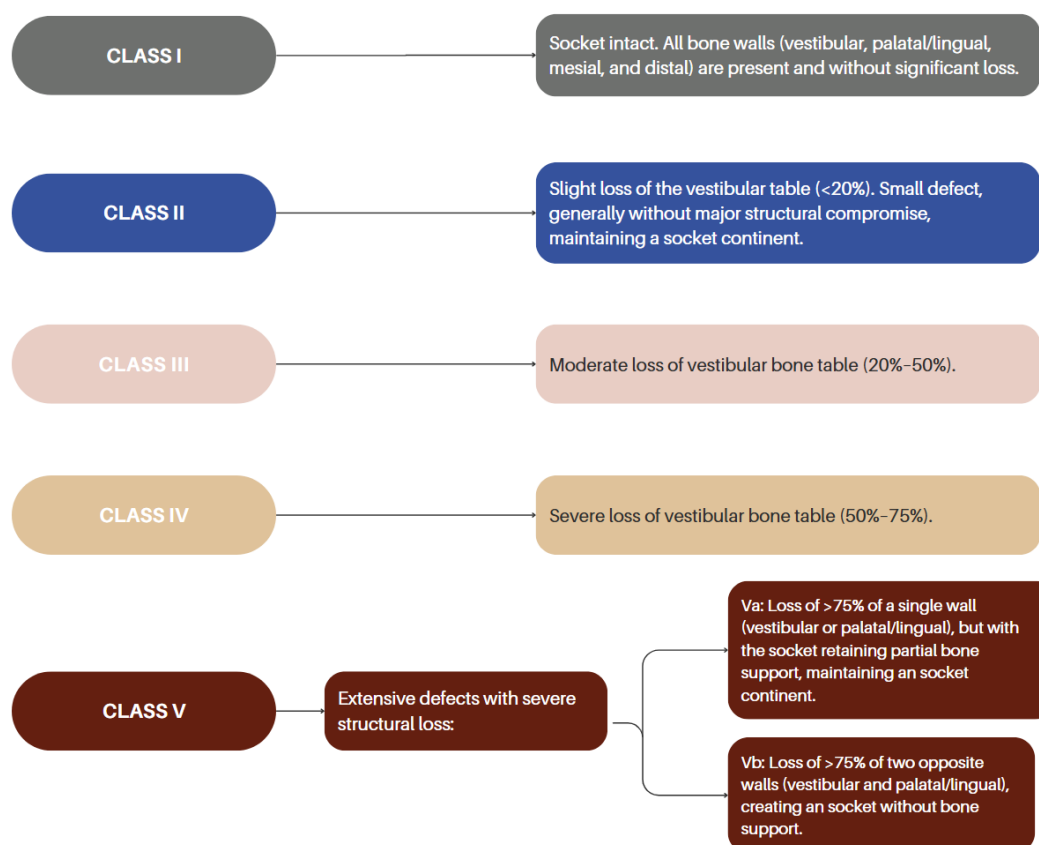 CLASS I
Socket intact. All bone walls (vestibular, palatal/lingual,
mesial, and distal) are present and without significant loss.
CLASS II
Slight loss of the vestibular table (<20%). Small defect,
generally without major structural compromise,
maintaining a socket continent.
CLASS III
Moderate loss of vestibular bone table (20%–50%).
CLASS IV
Severe loss of vestibular bone table (50%–75%).
CLASS V
Extensive defects with severe
structural loss:
Va: Loss of >75% of a single wall
(vestibular or palatal/lingual), but with
the socket retaining partial bone
support, maintaining an socket
continent.
Vb: Loss of >75% of two opposite
walls (vestibular and palatal/lingual),
creating an socket without bone
support.